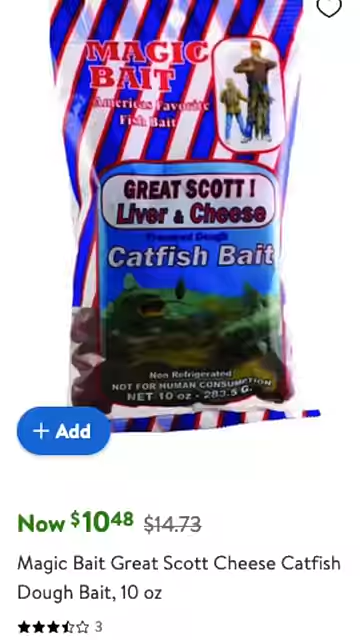 MAGIC
BAIT
Americas Favorite
Fish Bait
GREAT SCOTT !
Liver & Cheese
Prepared Dough
Catfish Bait
Non Refrigerated
NOT FOR HUMAN CONSUMPTION
NET 10 oz - 283.5 G.
+ Add
Now $1048 $14.73
Magic Bait Great Scott Cheese Catfish
Dough Bait, 10 oz
3